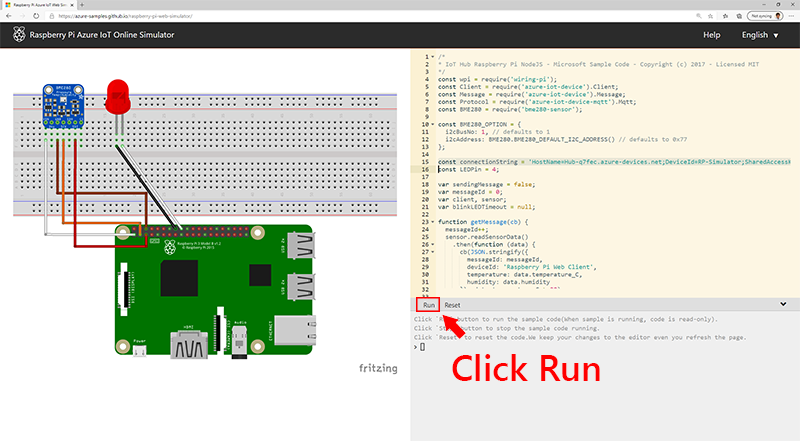 Raspberry Pi Azure IoT Web Sim
https://azure-samples.github.io/raspberry-pi-web-simulator/
Not syncing
Raspberry Pi Azure IoT Online Simulator
Help
English
BME280
Raspberry Pi 3 Model B v1.2
© Raspberry Pi 2015
DSI (DISPLAY)
USB 2x
USB 2x
ETHERNET
Power
HDMI
Audio
fritzing
1 /*
2 * IoT Hub Raspberry Pi NodeJS - Microsoft Sample Code - Copyright (c) 2017 - Licensed MIT
3 */
4 const wpi = require('wiring-pi');
5 const Client = require('azure-iot-device').Client;
6 const Message = require('azure-iot-device').Message;
7 const Protocol = require('azure-iot-device-mqtt').Mqtt;
8 const BME280 = require('bme280-sensor');
9
10 const BME280_OPTION = {
11 i2cBusNo: 1, // defaults to 1
12 i2cAddress: BME280.BME280_DEFAULT_I2C_ADDRESS() // defaults to 0x77
13 };
14
15 const connectionString = 'HostName=Hub-q7fec.azure-devices.net;DeviceId=RP-Simulator;SharedAccessK
16 const LEDPin = 4;
17
18 var sendingMessage = false;
19 var messageId = 0;
20 var client, sensor;
21 var blinkLEDTimeout = null;
22
23 function getMessage(cb) {
24 messageId++;
25 sensor.readSensorData()
26 .then(function (data) {
27 cb(JSON.stringify({
28 messageId: messageId,
29 deviceId: 'Raspberry Pi Web Client',
30 temperature: data.temperature_C,
31 humidity: data.humidity
32
33
Run
Reset
Click `Run` button to run the sample code(When sample is running, code is read-only).
Click `Stop` button to stop the sample code running.
Click `Reset` to reset the code.We keep your changes to the editor even you refresh the page.
>
Click Run